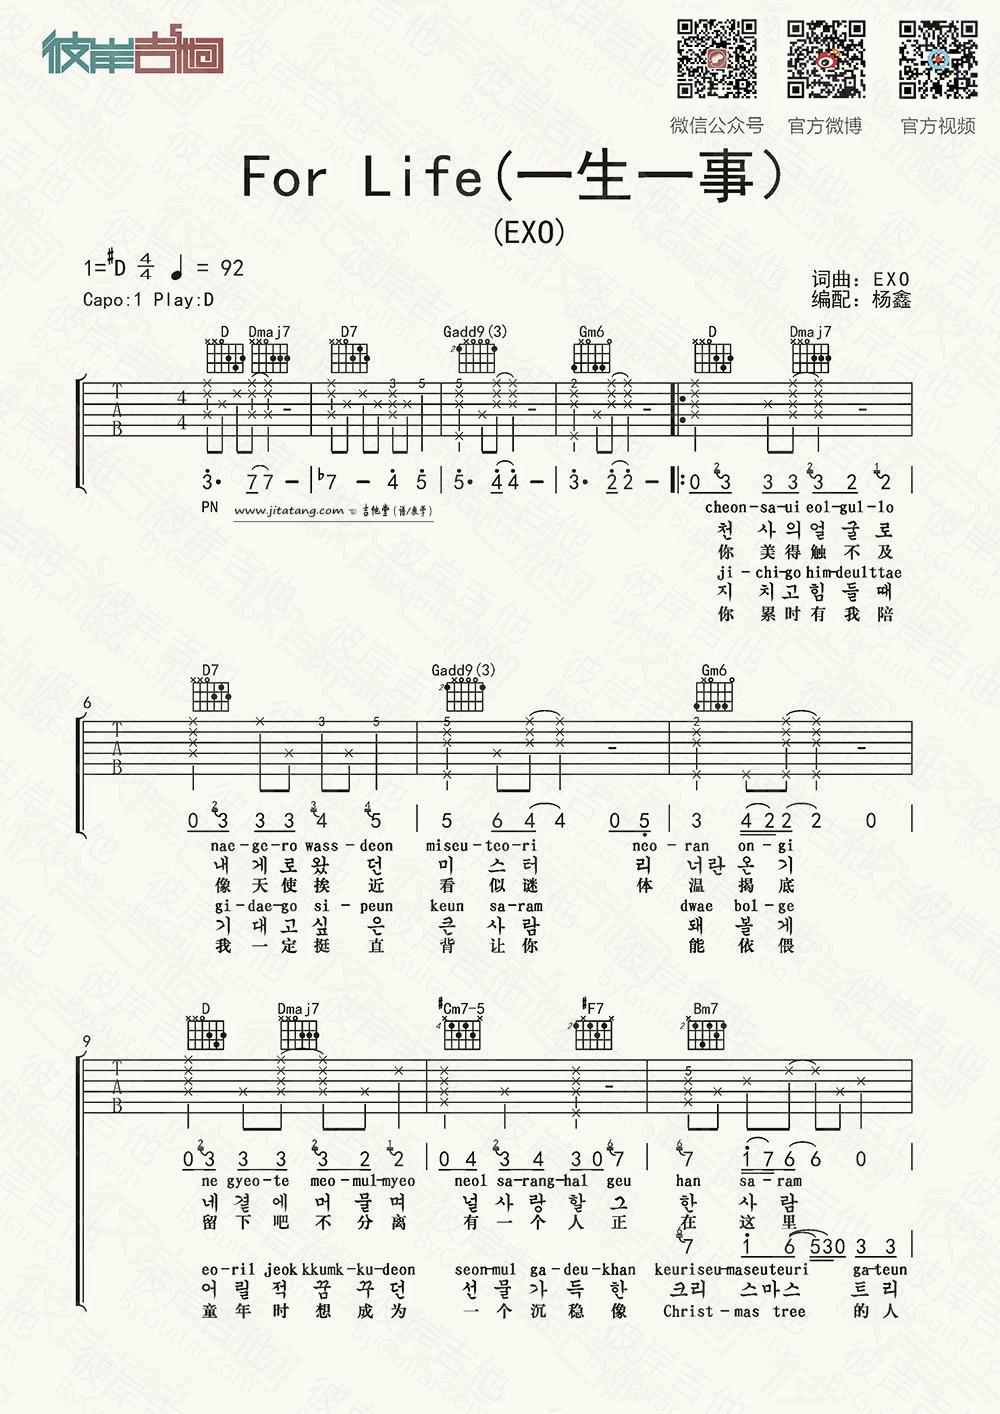 彼岸吉他
微信公众号 官方微博 官方视频
For Life(一生一事)
(EXO)
1=#D 4/4 ♩ = 92
Capo:1 Play:D
词曲: EXO
编配: 杨鑫
D Dmaj7 D7 Gadd9(3) Gm6 D Dmaj7
T A B 4 4 3 5 5 2
3· 7 7 - | ♭7 - 4 5 | 5· 4 4 - | 3· 2 2 - |: 0 3 3 3 3 2 2
PN
www.jitatang.com ☜ 吉他堂(谱/教学)
cheon-sa-ui eol-gul-lo
천 사 의 얼 굴 로
你 美 得 触 不 及
ji-chi-go him-deulttae
지 치 고 힘 들 때
你 累 时 有 我 陪
D7 Gadd9(3) Gm6
6
T A B 3 5 5 2
0 3 3 3 4 5 | 5 6 4 4 0 5 | 3 4 2 2 2 0 |
nae-ge-ro wass-deon miseu-teo-ri neo-ran on-gi
내 게 로 왔 던 미 스 터 리 너란 온 기
像 天 使 挨 近 看 似 谜 体 温 揭 底
gi-dae-go si-peun keun sa-ram dwae bol-ge
기 대 고 싶 은 큰 사 람 돼 볼 게
我 一 定 挺 直 背 让 你 能 依 偎
D Dmaj7 #Cm7-5 #F7 Bm7
9
T A B 5
0 3 3 3 3 2 2 | 0 4 3 4 3 0 7 | 7 1 7 6 6 0 |
ne gyeo-te meo-mul-myeo neol sa-rang-hal geu han sa-ram
네 곁 에 머 물 며 널 사 랑 할 그 한 사 람
留 下 吧 不 分 离 有 一 个 人 正 在 这 里
7 1 6 530 3 3
eo-ril jeok kkumk-ku-deon seon-mul ga-deu-khan keuriseu-maseuteuri ga-teun
어 릴 적 꿈 꾸 던 선 물 가 득 한 크리 스마스 트 리
童 年 时 想 成 为 一 个 沉 稳 像 Christ-mas tree 的 人